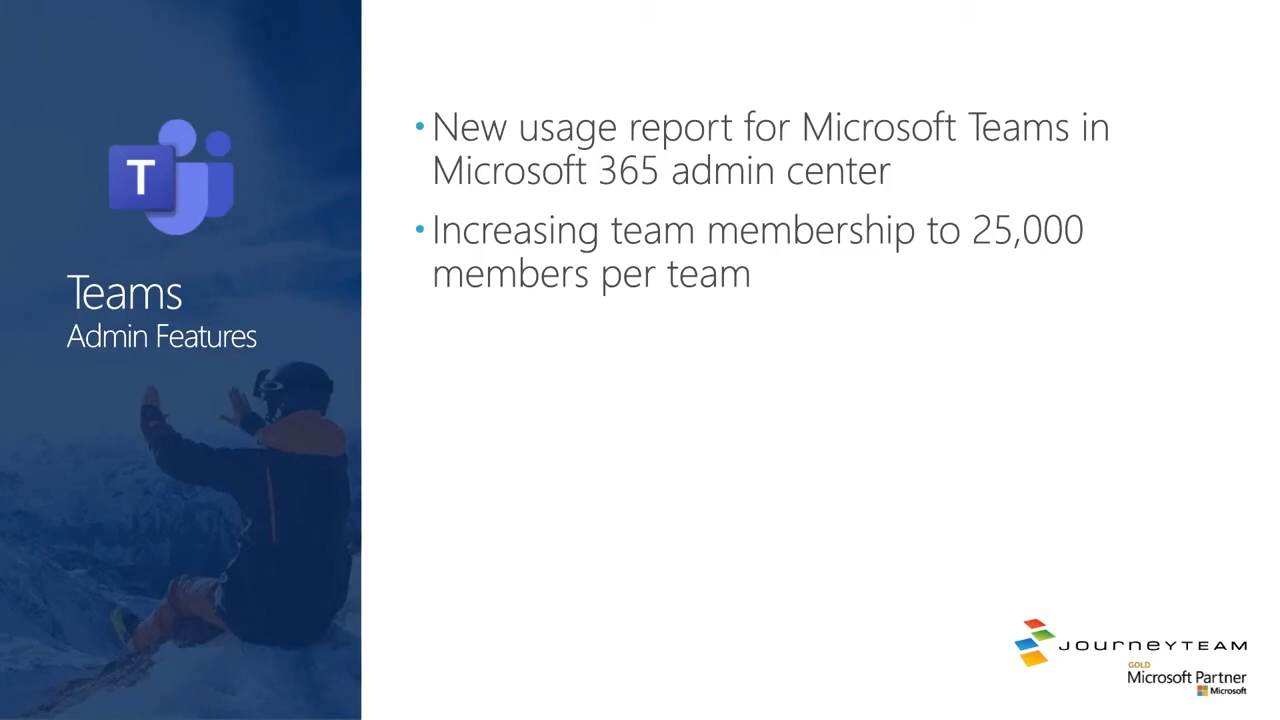 T
Teams
Admin Features
• New usage report for Microsoft Teams in
Microsoft 365 admin center
• Increasing team membership to 25,000
members per team
JOURNEYTEAM
GOLD
Microsoft Partner
Microsoft